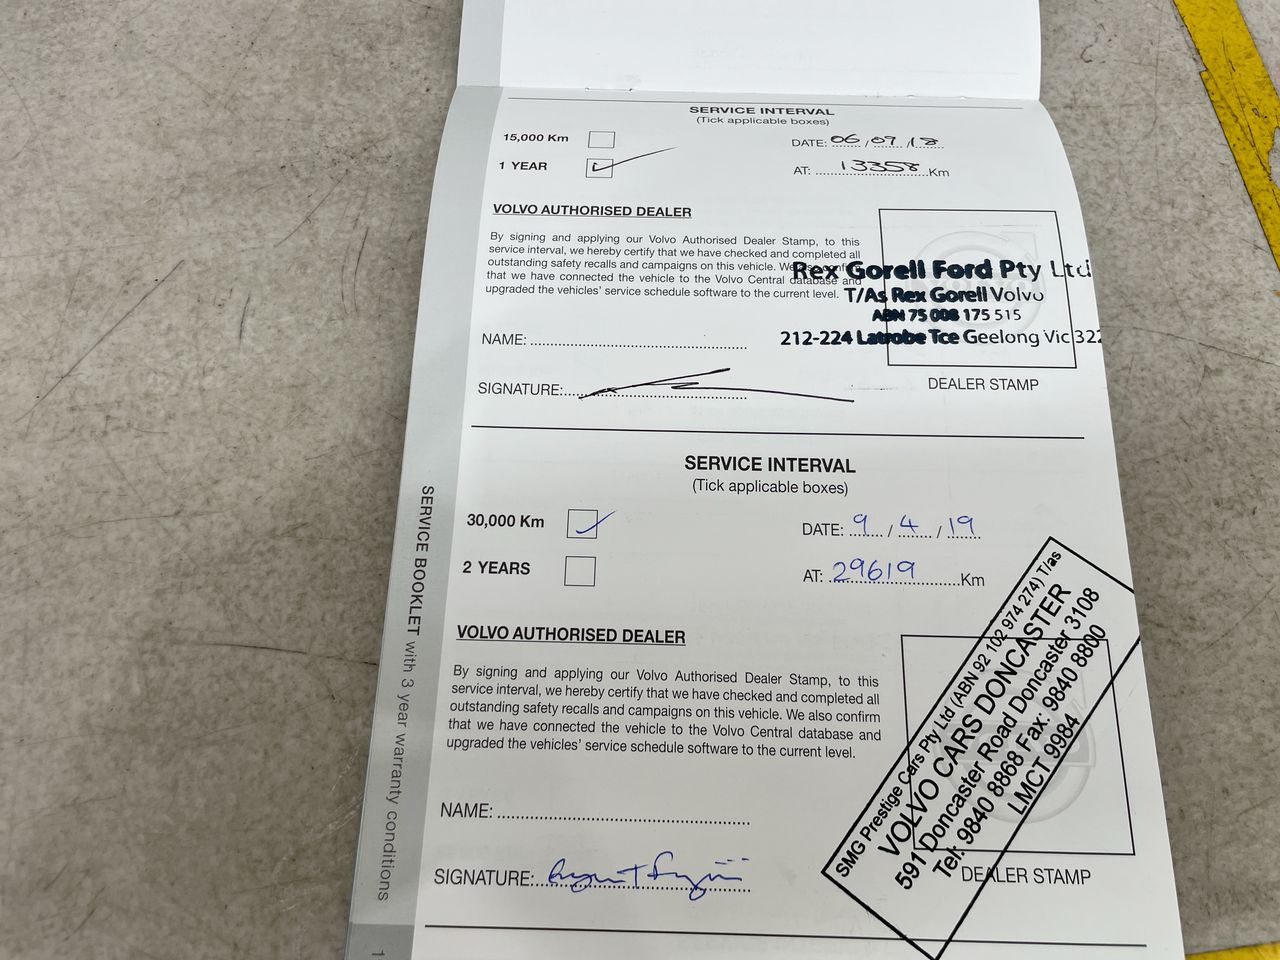 SERVICE INTERVAL
(Tick applicable boxes)
15,000 Km
DATE: 06/09/18
1 YEAR
AT: 13358 Km
VOLVO AUTHORISED DEALER
By signing and applying our Volvo Authorised Dealer Stamp, to this
service interval, we hereby certify that we have checked and completed all
outstanding safety recalls and campaigns on this vehicle. We also confirm
that we have connected the vehicle to the Volvo Central database and
upgraded the vehicles' service schedule software to the current level.
Rex Gorell Ford Pty Ltd
T/As Rex Gorell Volvo
ABN 75 008 175 515
212-224 Latrobe Tce Geelong Vic 322
NAME:
SIGNATURE:
DEALER STAMP
SERVICE INTERVAL
(Tick applicable boxes)
30,000 Km
DATE: 9/4/19
2 YEARS
AT: 29619 Km
VOLVO AUTHORISED DEALER
By signing and applying our Volvo Authorised Dealer Stamp, to this
service interval, we hereby certify that we have checked and completed all
outstanding safety recalls and campaigns on this vehicle. We also confirm
that we have connected the vehicle to the Volvo Central database and
upgraded the vehicles' service schedule software to the current level.
SMG Prestige Cars Pty Ltd (ABN 92 102 974 274) T/as
VOLVO CARS DONCASTER
591 Doncaster Road Doncaster 3108
Tel: 9840 8868 Fax: 9840 8800
LMCT 9984
NAME:
SIGNATURE:
DEALER STAMP
SERVICE BOOKLET with 3 year warranty conditions
1